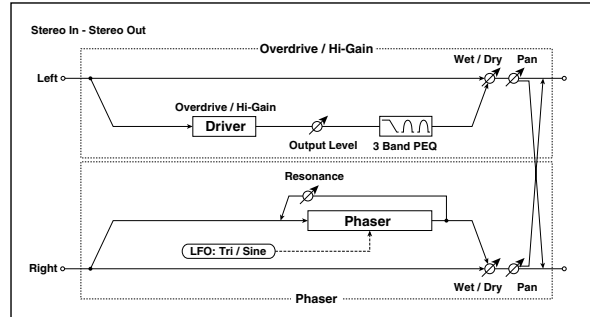 Stereo In - Stereo Out
Overdrive / Hi-Gain
Wet / Dry Pan
Left
Overdrive / Hi-Gain
Driver
Output Level
3 Band PEQ
Resonance
Phaser
LFO: Tri / Sine
Right
Wet / Dry Pan
Phaser